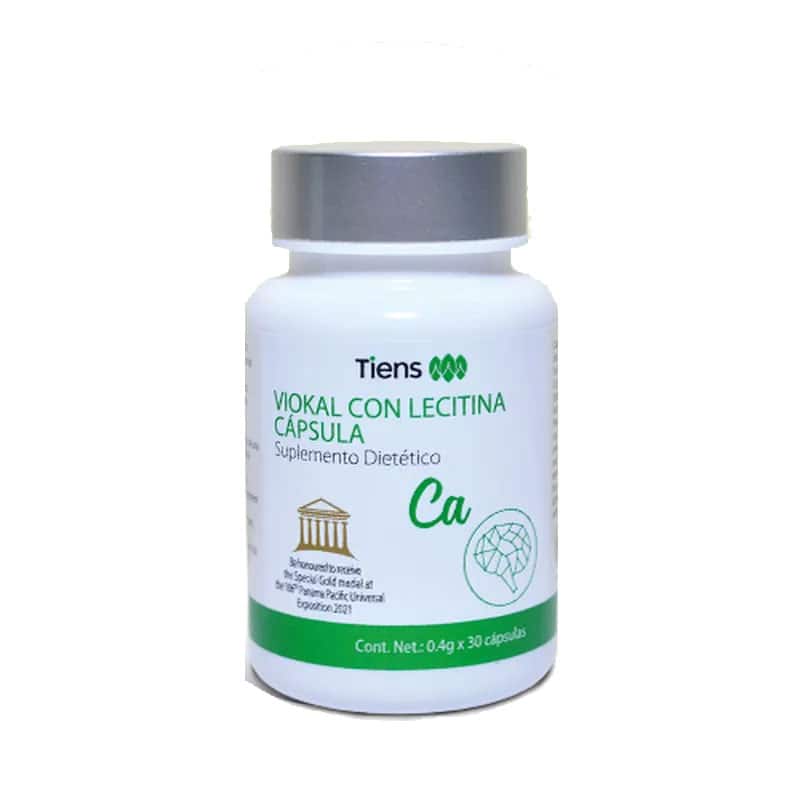 Tiens
VIOKAL CON LECITINA
CÁPSULA
Suplemento Dietético
Ca
Be honoured to receive
the Special Gold medal at
the 106th Panama Pacific Universal
Exposition 2021
Cont. Net.: 0.4g x 30 cápsulas